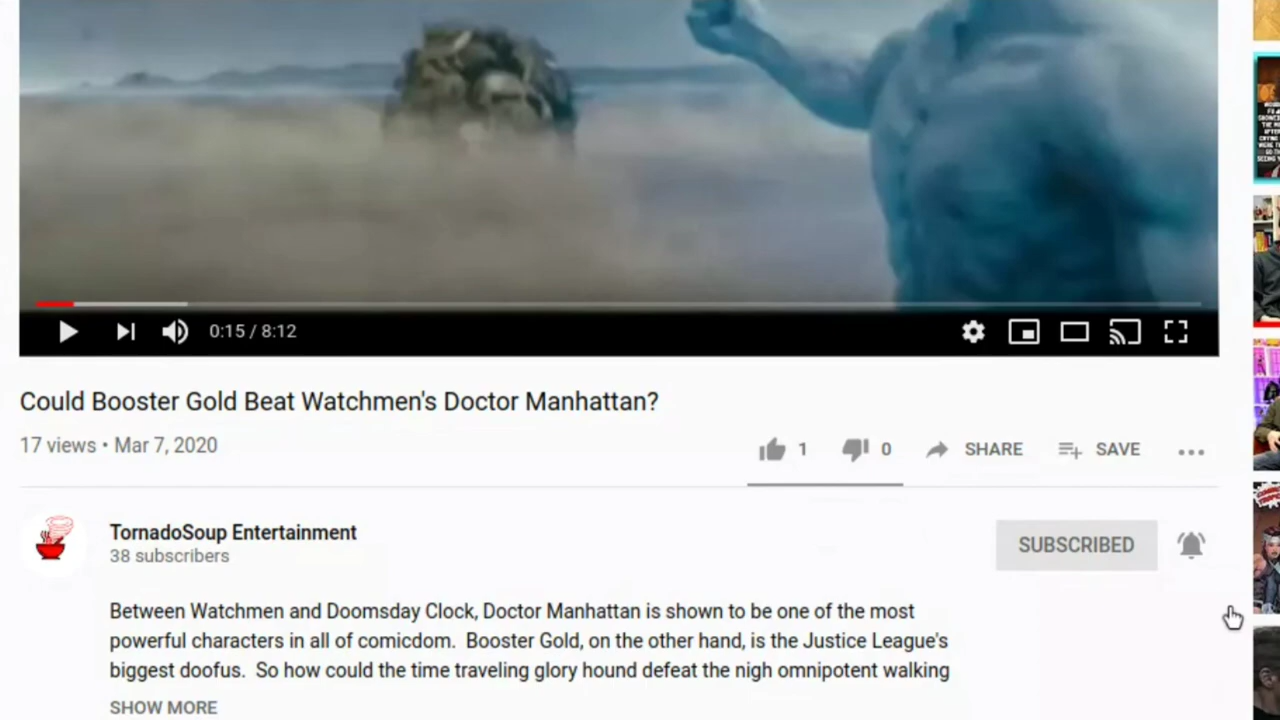 0:15 / 8:12
Could Booster Gold Beat Watchmen's Doctor Manhattan?
17 views • Mar 7, 2020
1 0 SHARE SAVE
TornadoSoup Entertainment
38 subscribers
SUBSCRIBED
Between Watchmen and Doomsday Clock, Doctor Manhattan is shown to be one of the most
powerful characters in all of comicdom. Booster Gold, on the other hand, is the Justice League's
biggest doofus. So how could the time traveling glory hound defeat the nigh omnipotent walking
SHOW MORE